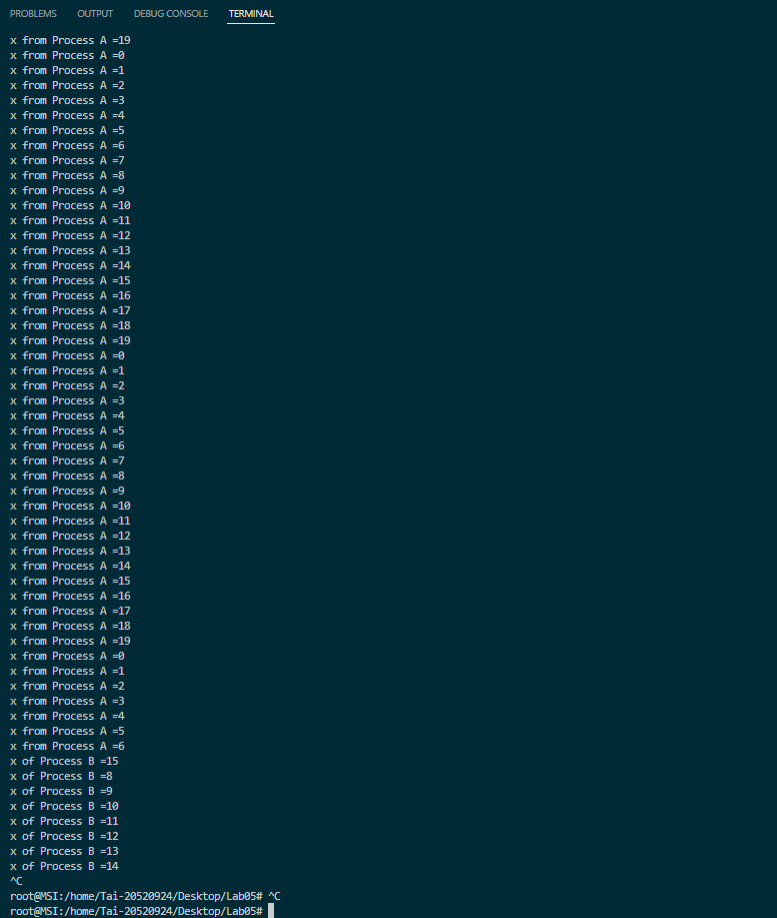 PROBLEMS OUTPUT DEBUG CONSOLE TERMINAL
x from Process A =19
x from Process A =0
x from Process A =1
x from Process A =2
x from Process A =3
x from Process A =4
x from Process A =5
x from Process A =6
x from Process A =7
x from Process A =8
x from Process A =9
x from Process A =10
x from Process A =11
x from Process A =12
x from Process A =13
x from Process A =14
x from Process A =15
x from Process A =16
x from Process A =17
x from Process A =18
x from Process A =19
x from Process A =0
x from Process A =1
x from Process A =2
x from Process A =3
x from Process A =4
x from Process A =5
x from Process A =6
x from Process A =7
x from Process A =8
x from Process A =9
x from Process A =10
x from Process A =11
x from Process A =12
x from Process A =13
x from Process A =14
x from Process A =15
x from Process A =16
x from Process A =17
x from Process A =18
x from Process A =19
x from Process A =0
x from Process A =1
x from Process A =2
x from Process A =3
x from Process A =4
x from Process A =5
x from Process A =6
x of Process B =15
x of Process B =8
x of Process B =9
x of Process B =10
x of Process B =11
x of Process B =12
x of Process B =13
x of Process B =14
^C
root@MSI:/home/Tai-20520924/Desktop/Lab05# ^C
root@MSI:/home/Tai-20520924/Desktop/Lab05#